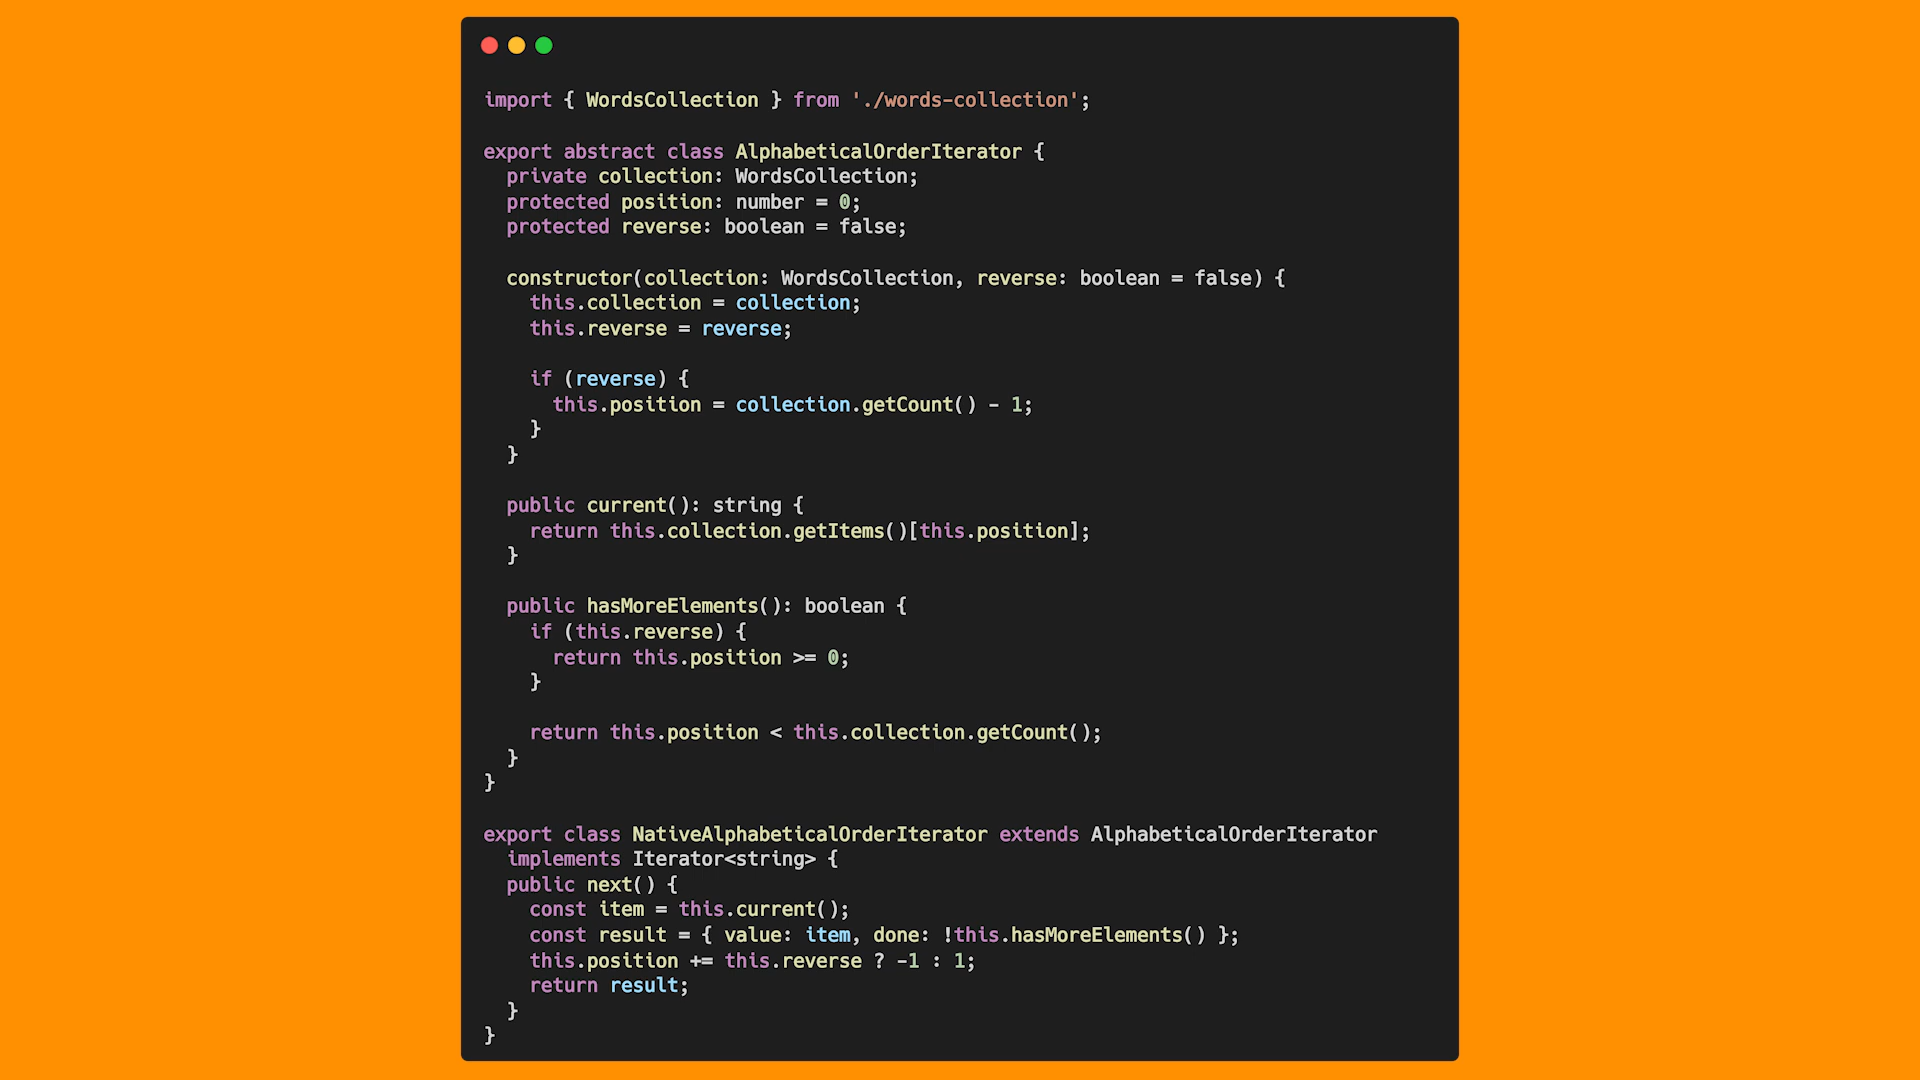 import { WordsCollection } from './words-collection';

export abstract class AlphabeticalOrderIterator {
  private collection: WordsCollection;
  protected position: number = 0;
  protected reverse: boolean = false;

  constructor(collection: WordsCollection, reverse: boolean = false) {
    this.collection = collection;
    this.reverse = reverse;

    if (reverse) {
      this.position = collection.getCount() - 1;
    }
  }

  public current(): string {
    return this.collection.getItems()[this.position];
  }

  public hasMoreElements(): boolean {
    if (this.reverse) {
      return this.position >= 0;
    }

    return this.position < this.collection.getCount();
  }
}

export class NativeAlphabeticalOrderIterator extends AlphabeticalOrderIterator
  implements Iterator<string> {
  public next() {
    const item = this.current();
    const result = { value: item, done: !this.hasMoreElements() };
    this.position += this.reverse ? -1 : 1;
    return result;
  }
}